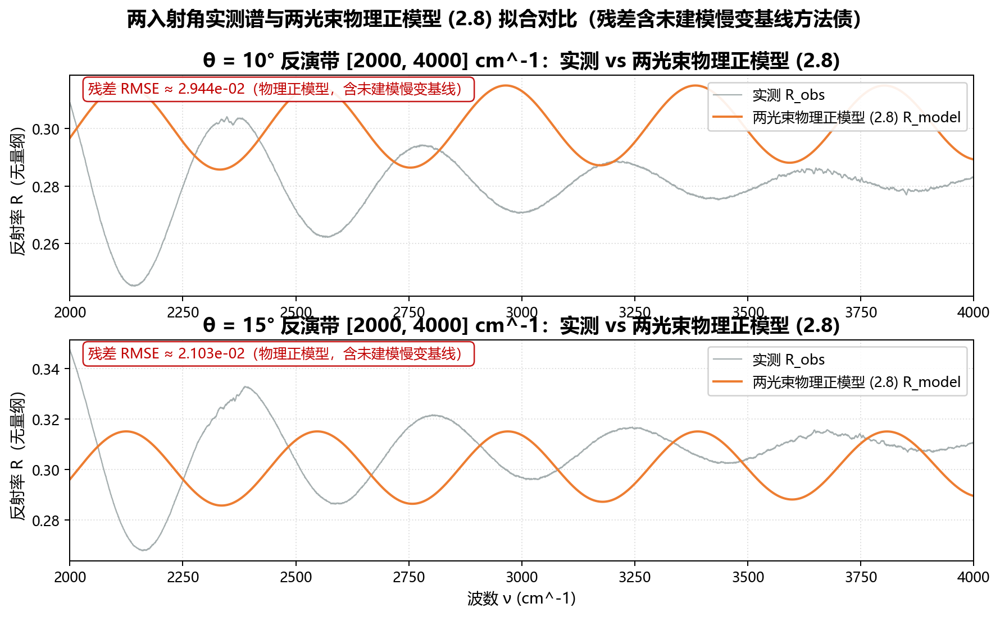 两入射角实测谱与两光束物理正模型 (2.8) 拟合对比（残差含未建模慢变基线方法债）
θ = 10° 反演带 [2000, 4000] cm^-1：实测 vs 两光束物理正模型 (2.8)
残差 RMSE ≈ 2.944e-02（物理正模型，含未建模慢变基线）
实测 R_obs
两光束物理正模型 (2.8) R_model
反射率 R（无量纲）
0.30
0.28
0.26
2000 2250 2500 2750 3000 3250 3500 3750 4000
θ = 15° 反演带 [2000, 4000] cm^-1：实测 vs 两光束物理正模型 (2.8)
残差 RMSE ≈ 2.103e-02（物理正模型，含未建模慢变基线）
实测 R_obs
两光束物理正模型 (2.8) R_model
反射率 R（无量纲）
0.34
0.32
0.30
0.28
2000 2250 2500 2750 3000 3250 3500 3750 4000
波数 ν (cm^-1)